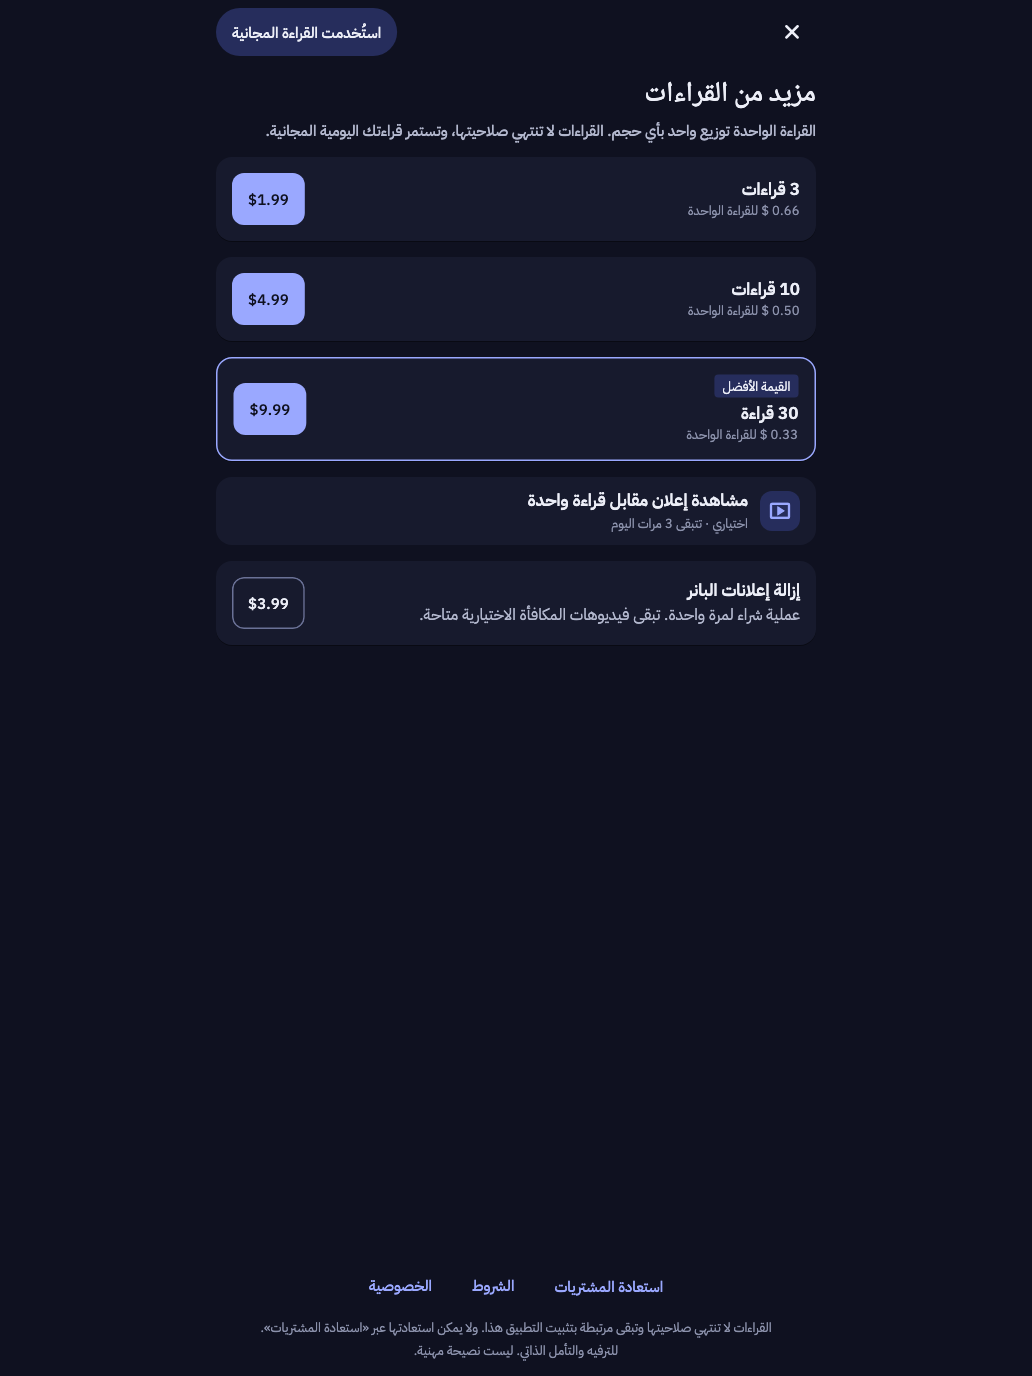 استُخدمت القراءة المجانية
مزيد من القراءات
القراءة الواحدة توزيع واحد بأي حجم. القراءات لا تنتهي صلاحيتها، وتستمر قراءتك اليومية المجانية.
3 قراءات
0.66 $ للقراءة الواحدة
$1.99
10 قراءات
0.50 $ للقراءة الواحدة
$4.99
القيمة الأفضل
30 قراءة
0.33 $ للقراءة الواحدة
$9.99
مشاهدة إعلان مقابل قراءة واحدة
اختياري · تتبقى 3 مرات اليوم
إزالة إعلانات البانر
عملية شراء لمرة واحدة. تبقى فيديوهات المكافأة الاختيارية متاحة.
$3.99
استعادة المشتريات
الشروط
الخصوصية
القراءات لا تنتهي صلاحيتها وتبقى مرتبطة بتثبيت التطبيق هذا. ولا يمكن استعادتها عبر «استعادة المشتريات».
للترفيه والتأمل الذاتي. ليست نصيحة مهنية.